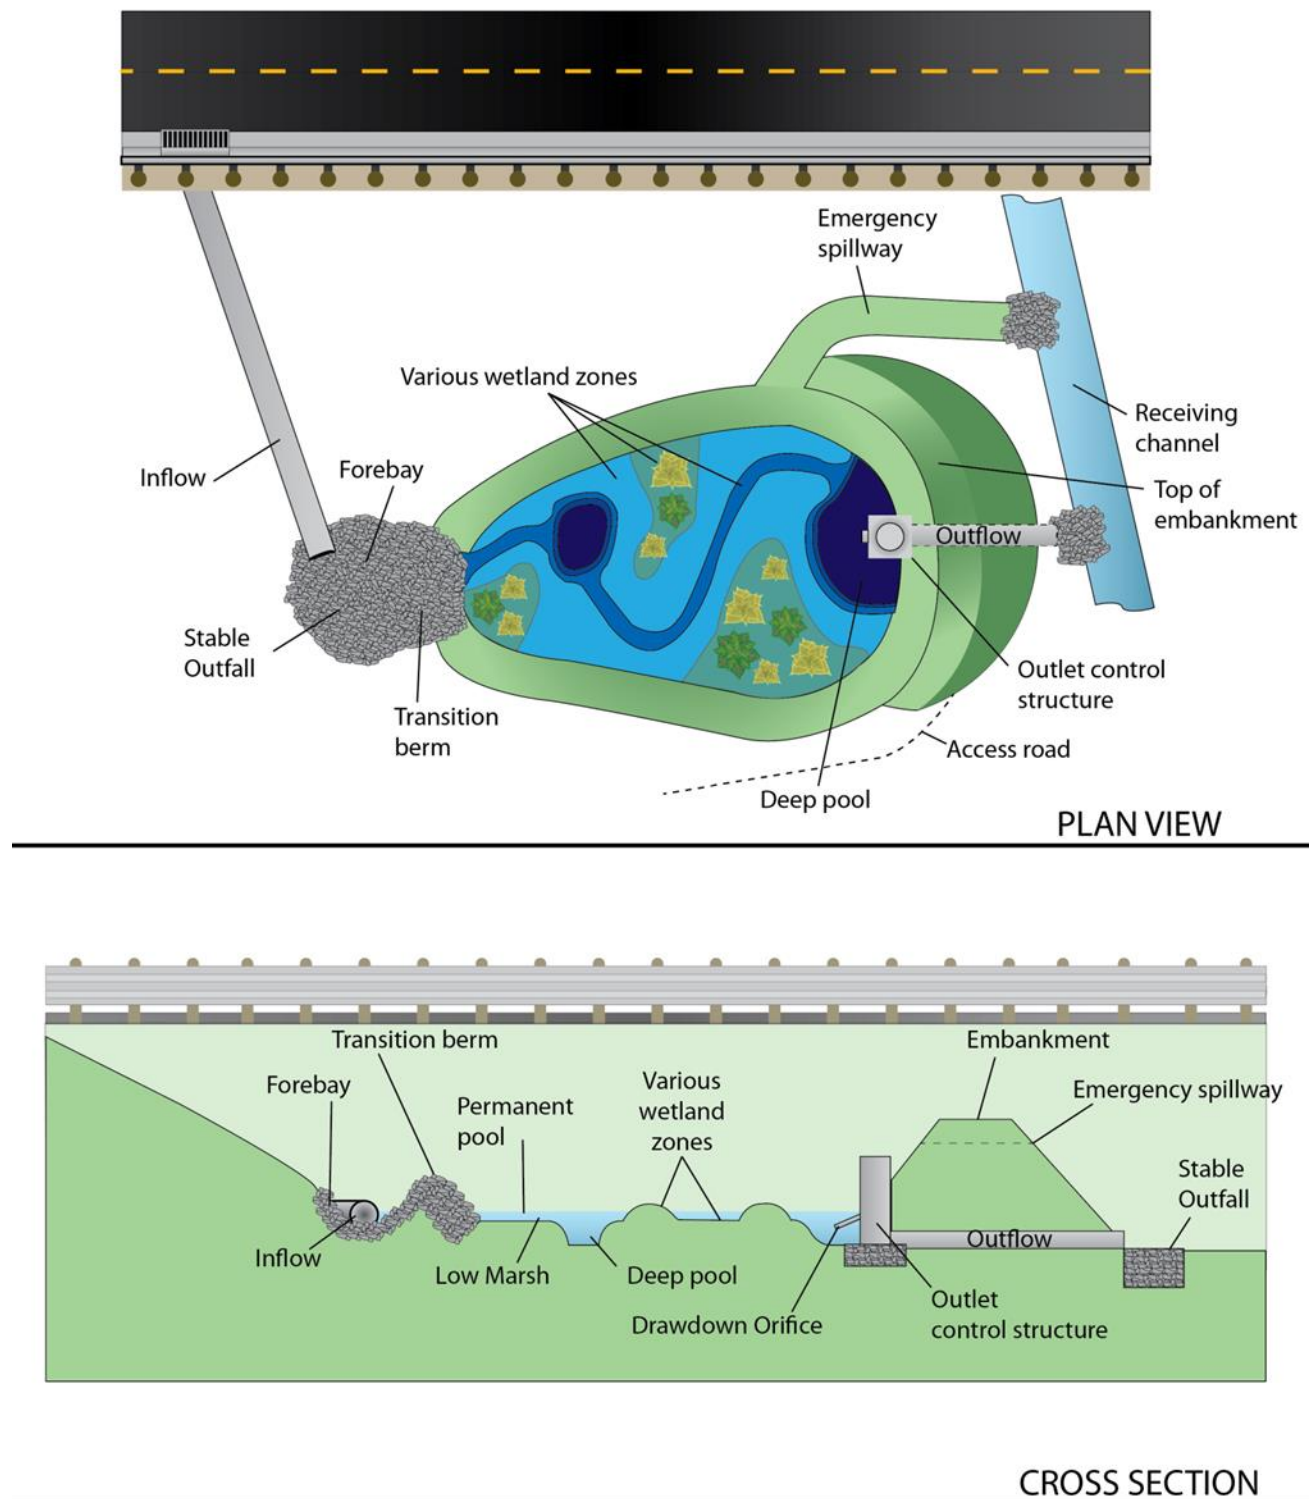 Emergency
spillway
Various wetland zones
Receiving
channel
Inflow
Forebay
Top of
embankment
Outflow
Stable
Outfall
Outlet control
structure
Transition
berm
Access road
Deep pool
PLAN VIEW
Transition berm
Embankment
Forebay
Various
wetland
zones
Emergency spillway
Permanent
pool
Stable
Outfall
Inflow
Outflow
Low Marsh
Deep pool
Drawdown Orifice
Outlet
control structure
CROSS SECTION